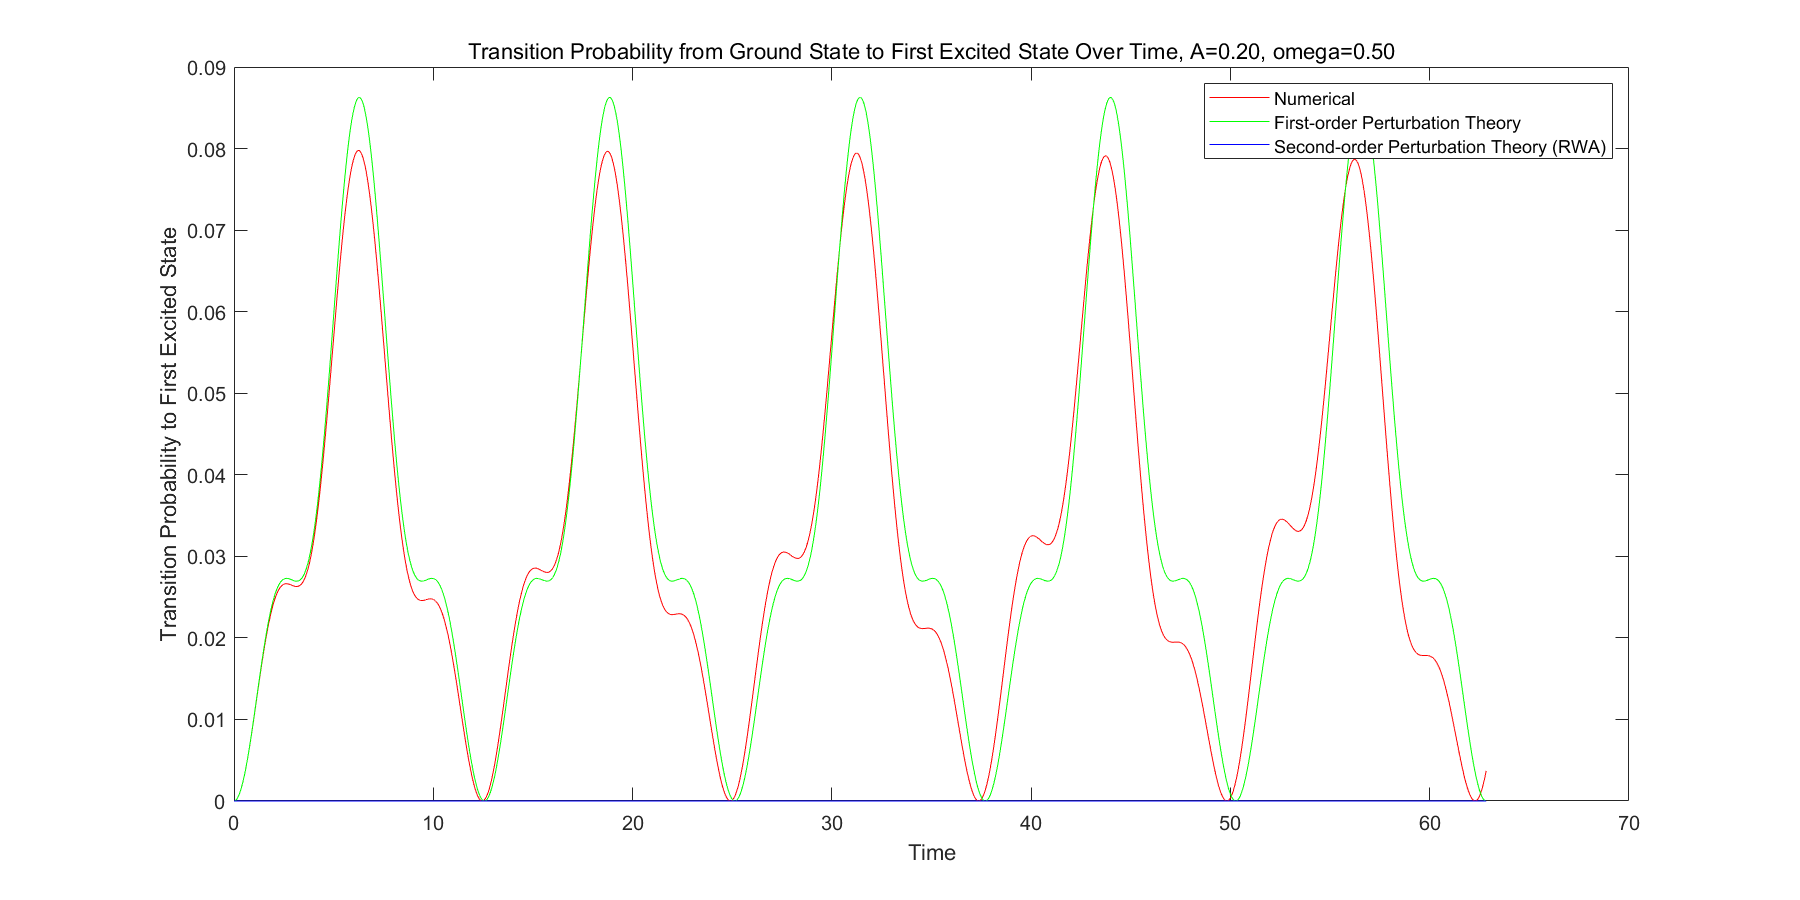 Transition Probability from Ground State to First Excited State Over Time, A=0.20, omega=0.50
Numerical
First-order Perturbation Theory
Second-order Perturbation Theory (RWA)
Transition Probability to First Excited State
0.09
0.08
0.07
0.06
0.05
0.04
0.03
0.02
0.01
0
0 10 20 30 40 50 60 70
Time